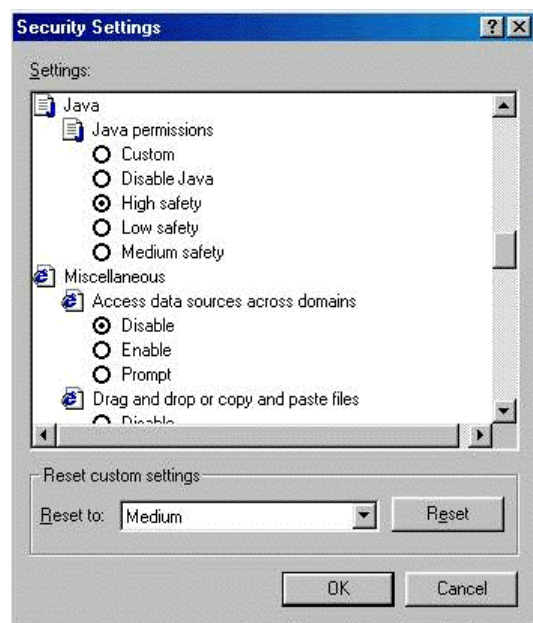 Security Settings
Settings:
Java
Java permissions
Custom
Disable Java
High safety
Low safety
Medium safety
Miscellaneous
Access data sources across domains
Disable
Enable
Prompt
Drag and drop or copy and paste files
Disable
Reset custom settings
Reset to: Medium Reset
OK Cancel